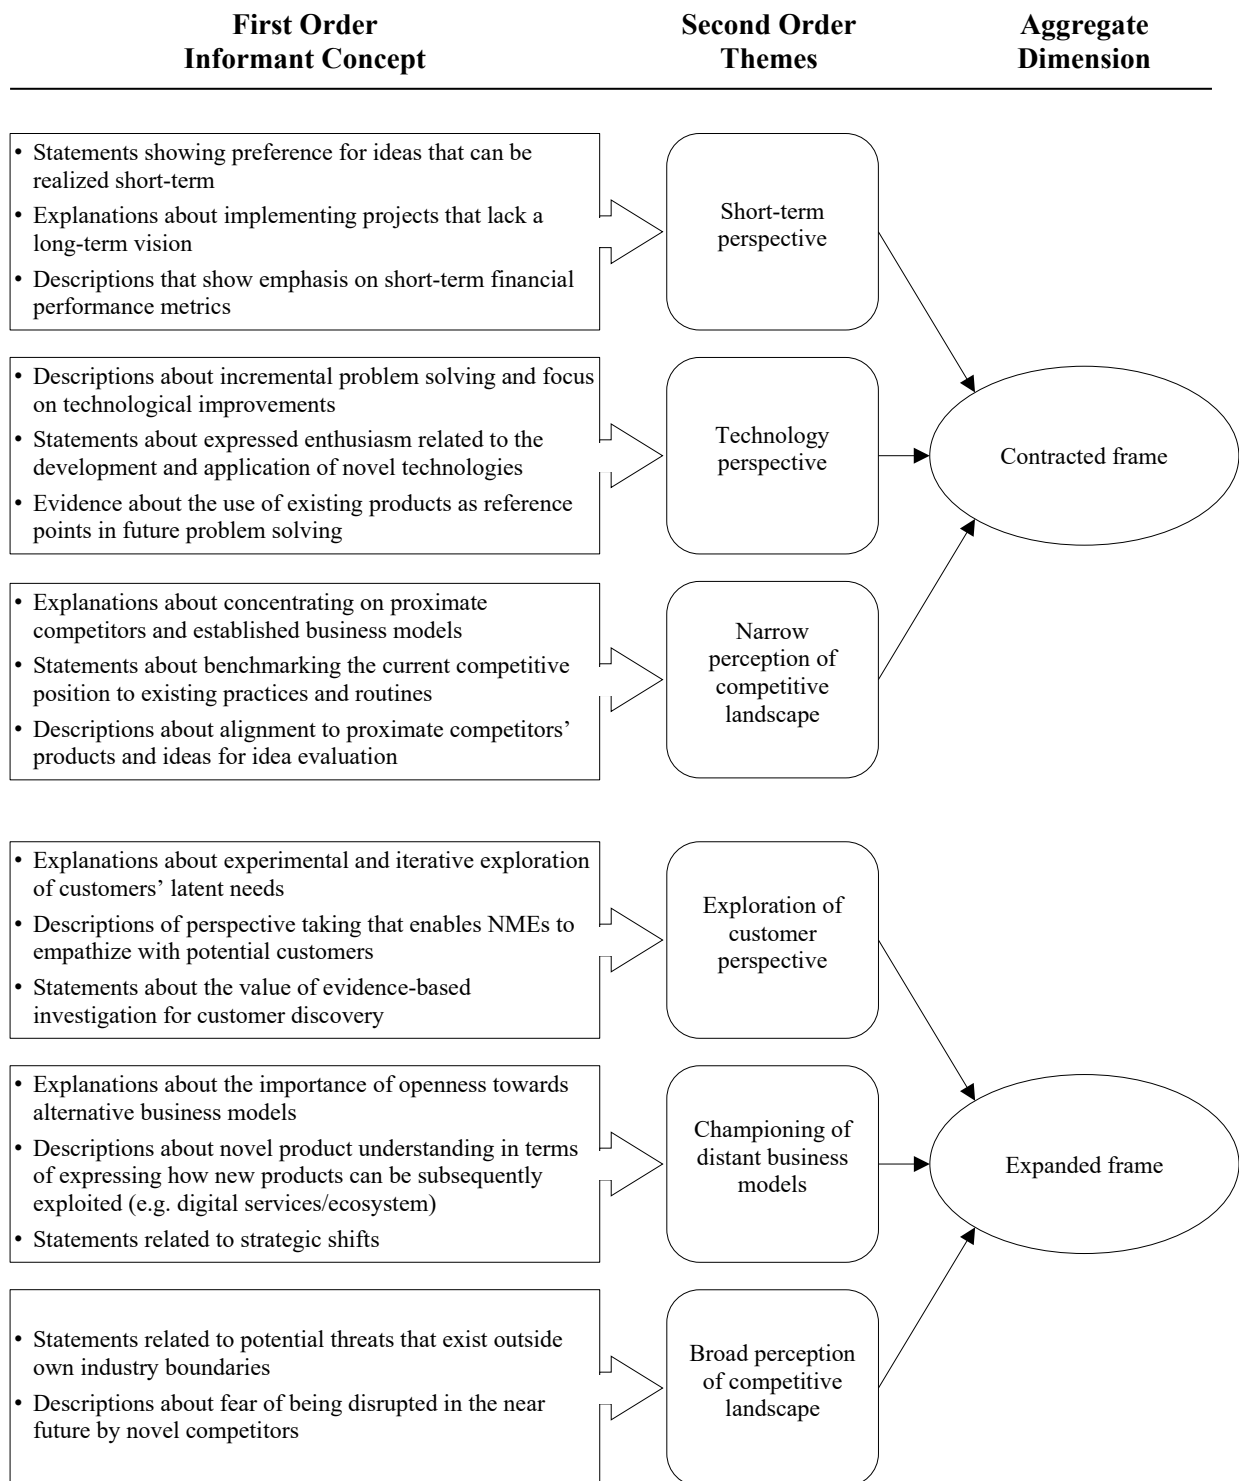 First Order
Informant Concept
Second Order
Themes
Aggregate
Dimension
• Statements showing preference for ideas that can be
realized short-term
• Explanations about implementing projects that lack a
long-term vision
• Descriptions that show emphasis on short-term financial
performance metrics
Short-term
perspective
• Descriptions about incremental problem solving and focus
on technological improvements
• Statements about expressed enthusiasm related to the
development and application of novel technologies
• Evidence about the use of existing products as reference
points in future problem solving
Technology
perspective
Contracted frame
• Explanations about concentrating on proximate
competitors and established business models
• Statements about benchmarking the current competitive
position to existing practices and routines
• Descriptions about alignment to proximate competitors’
products and ideas for idea evaluation
Narrow
perception of
competitive
landscape
• Explanations about experimental and iterative exploration
of customers’ latent needs
• Descriptions of perspective taking that enables NMEs to
empathize with potential customers
• Statements about the value of evidence-based
investigation for customer discovery
Exploration of
customer
perspective
• Explanations about the importance of openness towards
alternative business models
• Descriptions about novel product understanding in terms
of expressing how new products can be subsequently
exploited (e.g. digital services/ecosystem)
• Statements related to strategic shifts
Championing of
distant business
models
Expanded frame
• Statements related to potential threats that exist outside
own industry boundaries
• Descriptions about fear of being disrupted in the near
future by novel competitors
Broad perception
of competitive
landscape